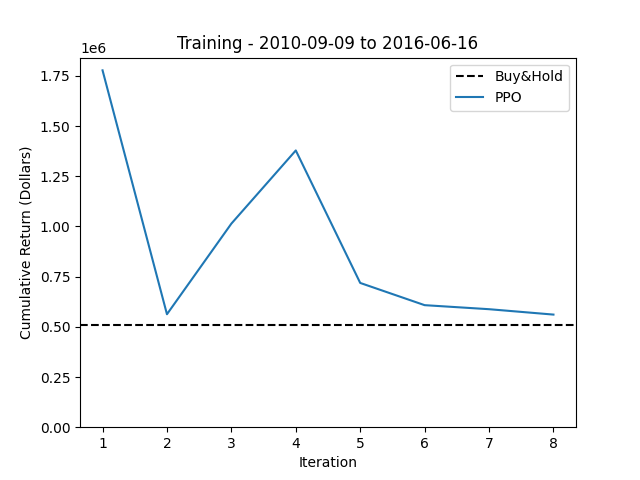 Training - 2010-09-09 to 2016-06-16
1e6
Buy&Hold
PPO
Cumulative Return (Dollars)
1.75
1.50
1.25
1.00
0.75
0.50
0.25
0.00
1 2 3 4 5 6 7 8
Iteration